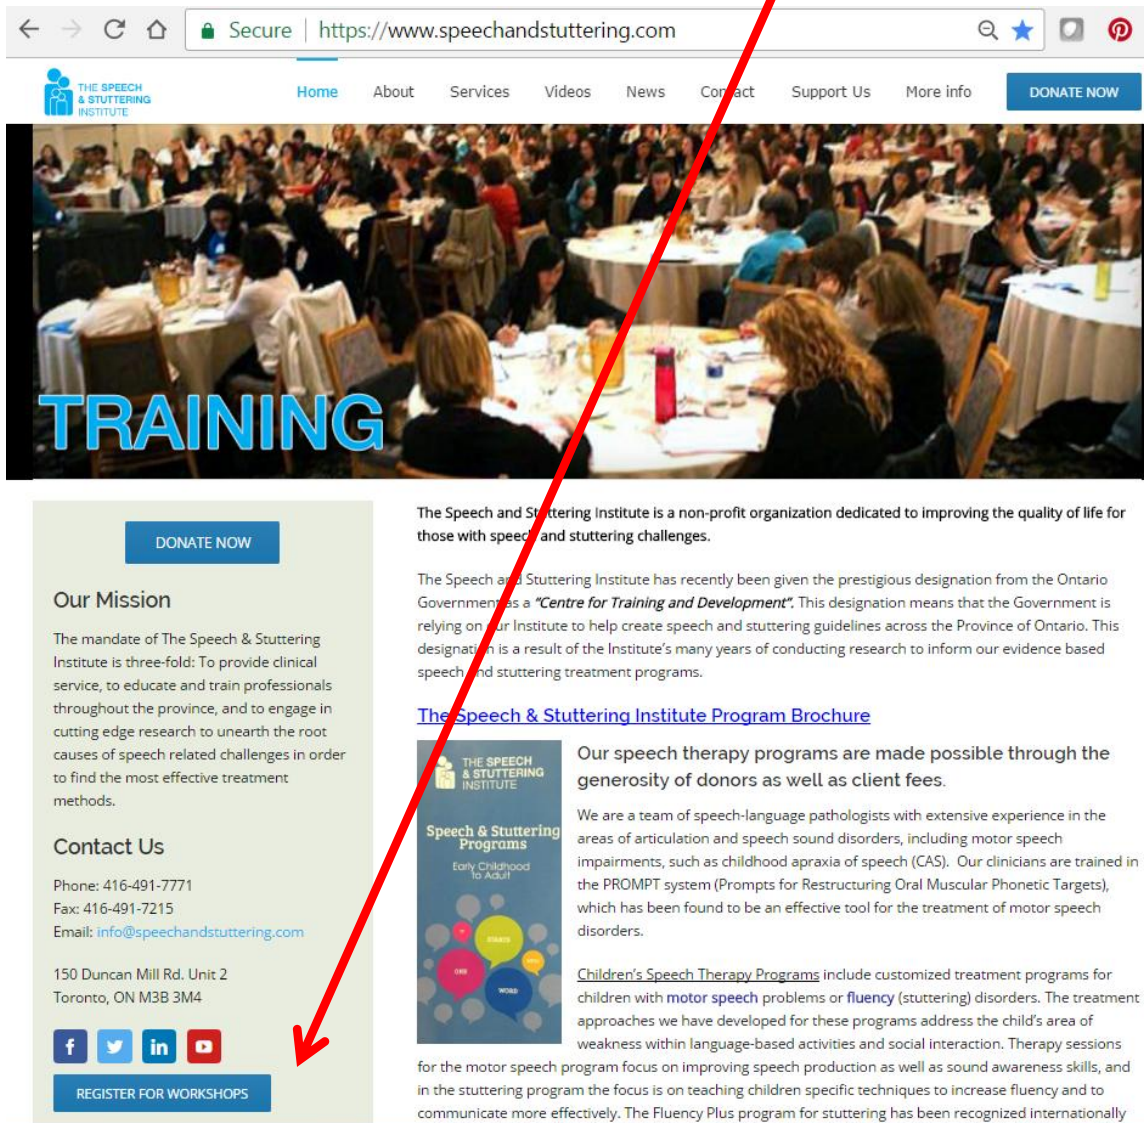 Secure | https://www.speechandstuttering.com
THE SPEECH
& STUTTERING
INSTITUTE
Home About Services Videos News Contact Support Us More info DONATE NOW
TRAINING
DONATE NOW
Our Mission
The mandate of The Speech & Stuttering
Institute is three-fold: To provide clinical
service, to educate and train professionals
throughout the province, and to engage in
cutting edge research to unearth the root
causes of speech related challenges in order
to find the most effective treatment
methods.
Contact Us
Phone: 416-491-7771
Fax: 416-491-7215
Email: info@speechandstuttering.com
150 Duncan Mill Rd. Unit 2
Toronto, ON M3B 3M4
f in
REGISTER FOR WORKSHOPS
The Speech and Stuttering Institute is a non-profit organization dedicated to improving the quality of life for
those with speech and stuttering challenges.
The Speech and Stuttering Institute has recently been given the prestigious designation from the Ontario
Government as a "Centre for Training and Development". This designation means that the Government is
relying on our Institute to help create speech and stuttering guidelines across the Province of Ontario. This
designation is a result of the Institute's many years of conducting research to inform our evidence based
speech and stuttering treatment programs.
The Speech & Stuttering Institute Program Brochure
THE SPEECH
& STUTTERING
INSTITUTE
Speech & Stuttering
Programs
Early Childhood
to Adult
IT
STARTS
ONE
WITH
WORD
Our speech therapy programs are made possible through the
generosity of donors as well as client fees.
We are a team of speech-language pathologists with extensive experience in the
areas of articulation and speech sound disorders, including motor speech
impairments, such as childhood apraxia of speech (CAS). Our clinicians are trained in
the PROMPT system (Prompts for Restructuring Oral Muscular Phonetic Targets),
which has been found to be an effective tool for the treatment of motor speech
disorders.
Children's Speech Therapy Programs include customized treatment programs for
children with motor speech problems or fluency (stuttering) disorders. The treatment
approaches we have developed for these programs address the child's area of
weakness within language-based activities and social interaction. Therapy sessions
for the motor speech program focus on improving speech production as well as sound awareness skills, and
in the stuttering program the focus is on teaching children specific techniques to increase fluency and to
communicate more effectively. The Fluency Plus program for stuttering has been recognized internationally